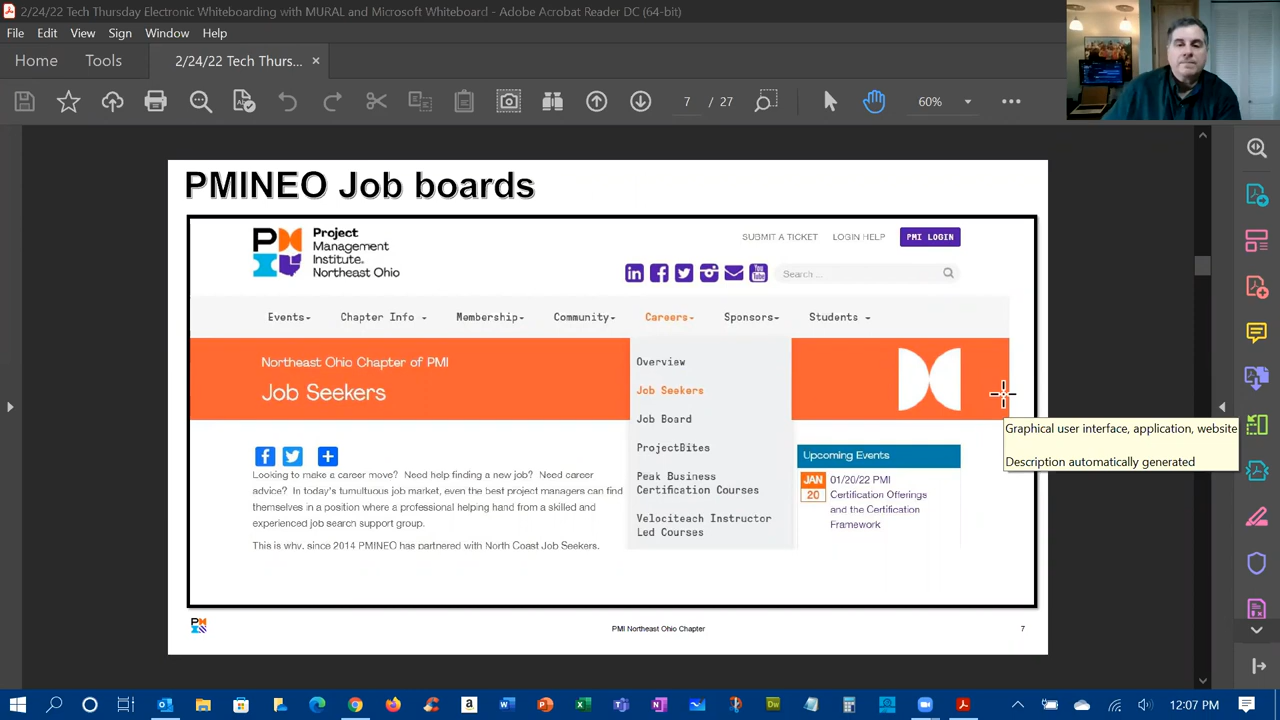 2/24/22 Tech Thursday Electronic Whiteboarding with MURAL and Microsoft Whiteboard - Adobe Acrobat Reader DC (64-bit)
File Edit View Sign Window Help
Home Tools 2/24/22 Tech Thurs... ×
7 / 27 60%
PMINEO Job boards
Project
Management
Institute.
Northeast Ohio
SUBMIT A TICKET LOGIN HELP PMI LOGIN
Search ...
Events Chapter Info Membership Community Careers Sponsors Students
Northeast Ohio Chapter of PMI
Job Seekers
Overview
Job Seekers
Job Board
ProjectBites
Peak Business
Certification Courses
Velociteach Instructor
Led Courses
Looking to make a career move? Need help finding a new job? Need career
advice? In today's tumultuous job market, even the best project managers can find
themselves in a position where a professional helping hand from a skilled and
experienced job search support group.
This is why, since 2014 PMINEO has partnered with North Coast Job Seekers.
Upcoming Events
JAN
20
01/20/22 PMI
Certification Offerings
and the Certification
Framework
Graphical user interface, application, website
Description automatically generated
PMI Northeast Ohio Chapter
7
12:07 PM